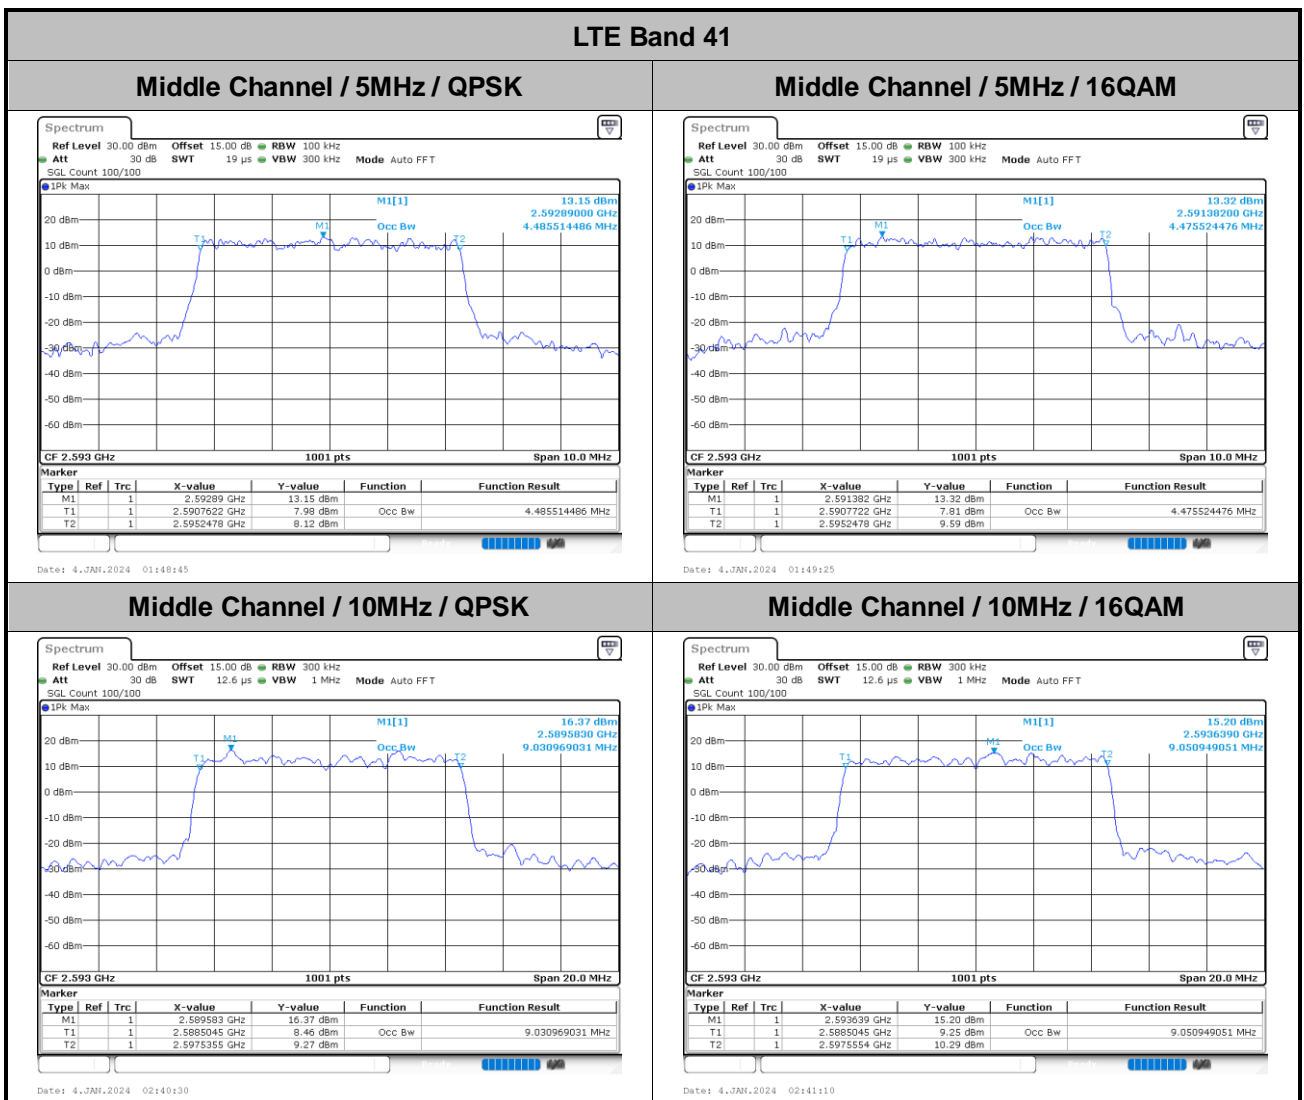 LTE Band 41
Middle Channel / 5MHz / QPSK
Spectrum
Ref Level 30.00 dBm Offset 15.00 dB RBW 100 kHz
Att 30 dB SWT 19 µs VBW 300 kHz Mode Auto FFT
SGL Count 100/100
1Pk Max
M1[1] 13.15 dBm
2.59289000 GHz
Occ Bw 4.485514486 MHz
M1
T1
T2
20 dBm
10 dBm
0 dBm
-10 dBm
-20 dBm
-30 dBm
-40 dBm
-50 dBm
-60 dBm
CF 2.593 GHz 1001 pts Span 10.0 MHz
Marker
Type Ref Trc X-value Y-value Function Function Result
M1 1 2.59289 GHz 13.15 dBm
T1 1 2.5907622 GHz 7.98 dBm Occ Bw 4.485514486 MHz
T2 1 2.5952478 GHz 8.12 dBm
Date: 4.JAN.2024 01:48:45
Middle Channel / 5MHz / 16QAM
Spectrum
Ref Level 30.00 dBm Offset 15.00 dB RBW 100 kHz
Att 30 dB SWT 19 µs VBW 300 kHz Mode Auto FFT
SGL Count 100/100
1Pk Max
M1[1] 13.32 dBm
2.59138200 GHz
Occ Bw 4.475524476 MHz
M1
T1
T2
20 dBm
10 dBm
0 dBm
-10 dBm
-20 dBm
-30 dBm
-40 dBm
-50 dBm
-60 dBm
CF 2.593 GHz 1001 pts Span 10.0 MHz
Marker
Type Ref Trc X-value Y-value Function Function Result
M1 1 2.591382 GHz 13.32 dBm
T1 1 2.5907722 GHz 7.81 dBm Occ Bw 4.475524476 MHz
T2 1 2.5952478 GHz 9.59 dBm
Date: 4.JAN.2024 01:49:25
Middle Channel / 10MHz / QPSK
Spectrum
Ref Level 30.00 dBm Offset 15.00 dB RBW 300 kHz
Att 30 dB SWT 12.6 µs VBW 1 MHz Mode Auto FFT
SGL Count 100/100
1Pk Max
M1[1] 16.37 dBm
2.5895830 GHz
Occ Bw 9.030969031 MHz
M1
T1
T2
20 dBm
10 dBm
0 dBm
-10 dBm
-20 dBm
-30 dBm
-40 dBm
-50 dBm
-60 dBm
CF 2.593 GHz 1001 pts Span 20.0 MHz
Marker
Type Ref Trc X-value Y-value Function Function Result
M1 1 2.589583 GHz 16.37 dBm
T1 1 2.5885045 GHz 8.46 dBm Occ Bw 9.030969031 MHz
T2 1 2.5975355 GHz 9.27 dBm
Date: 4.JAN.2024 02:40:30
Middle Channel / 10MHz / 16QAM
Spectrum
Ref Level 30.00 dBm Offset 15.00 dB RBW 300 kHz
Att 30 dB SWT 12.6 µs VBW 1 MHz Mode Auto FFT
SGL Count 100/100
1Pk Max
M1[1] 15.20 dBm
2.5936390 GHz
Occ Bw 9.050949051 MHz
M1
T1
T2
20 dBm
10 dBm
0 dBm
-10 dBm
-20 dBm
-30 dBm
-40 dBm
-50 dBm
-60 dBm
CF 2.593 GHz 1001 pts Span 20.0 MHz
Marker
Type Ref Trc X-value Y-value Function Function Result
M1 1 2.593639 GHz 15.20 dBm
T1 1 2.5885045 GHz 9.25 dBm Occ Bw 9.050949051 MHz
T2 1 2.5975554 GHz 10.29 dBm
Date: 4.JAN.2024 02:41:10